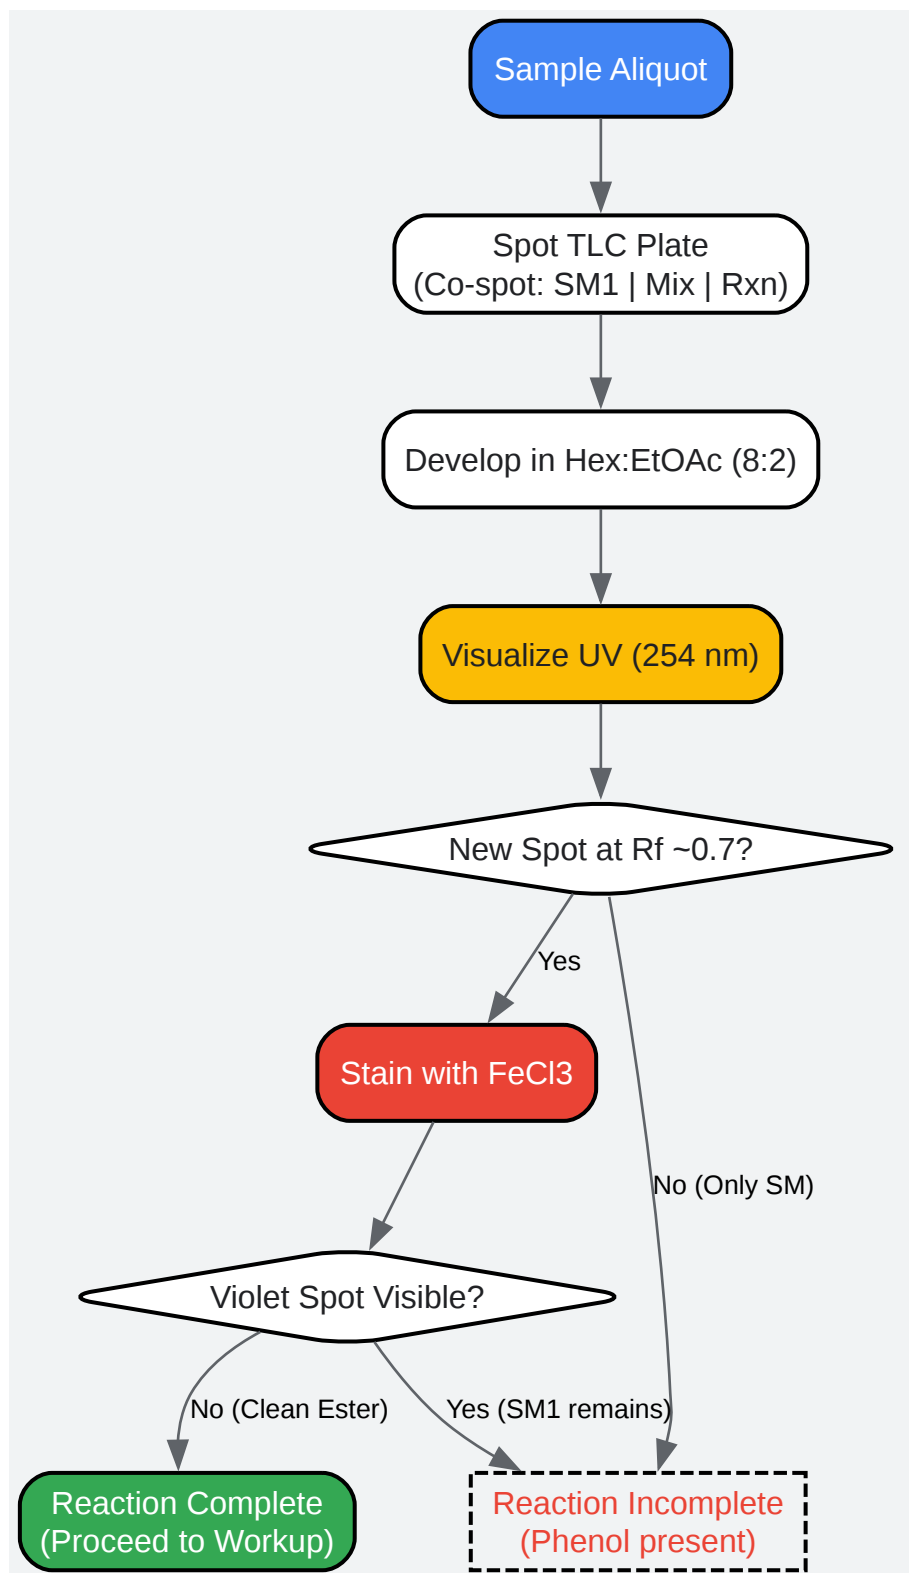 Sample Aliquot
Spot TLC Plate
(Co-spot: SM1 | Mix | Rxn)
Develop in Hex:EtOAc (8:2)
Visualize UV (254 nm)
New Spot at Rf ~0.7?
Yes
Stain with FeCl3
No (Only SM)
Violet Spot Visible?
No (Clean Ester)
Yes (SM1 remains)
Reaction Complete
(Proceed to Workup)
Reaction Incomplete
(Phenol present)